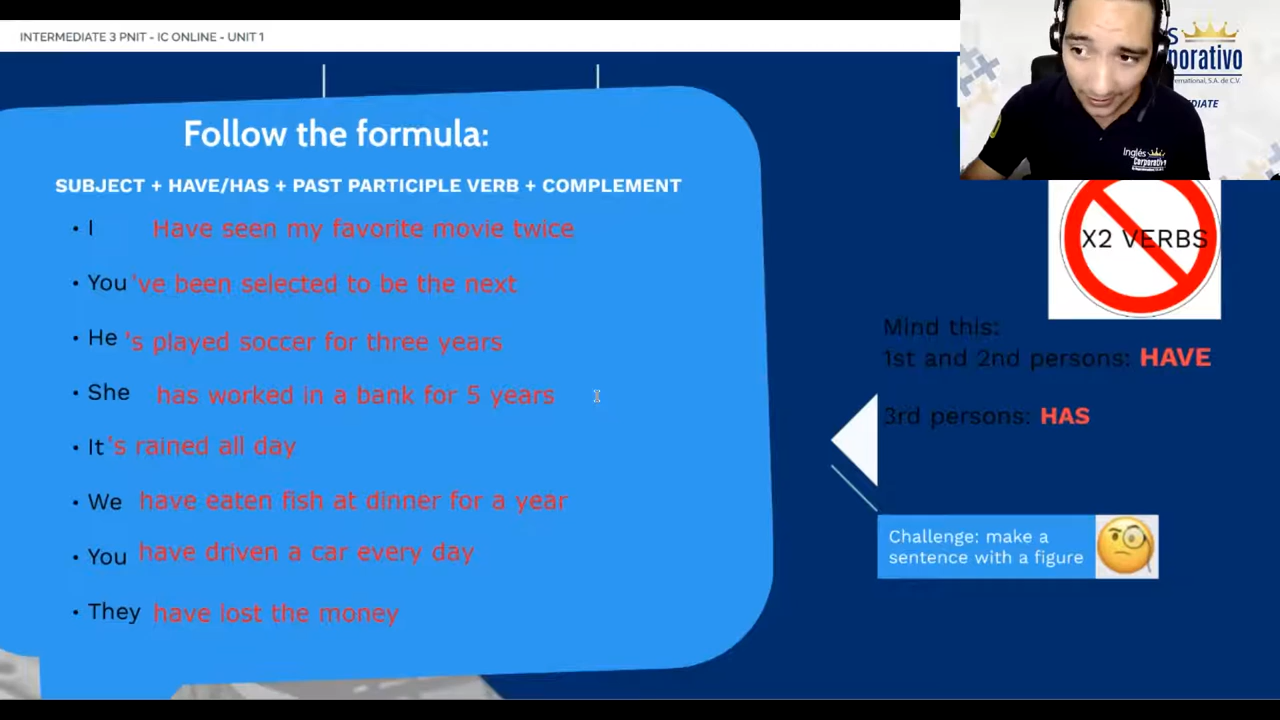 INTERMEDIATE 3 PNIT - IC ONLINE - UNIT 1
Follow the formula:
SUBJECT + HAVE/HAS + PAST PARTICIPLE VERB + COMPLEMENT
• I Have seen my favorite movie twice
• You 've been selected to be the next
• He 's played soccer for three years
• She has worked in a bank for 5 years
• It 's rained all day
• We have eaten fish at dinner for a year
• You have driven a car every day
• They have lost the money
X2 VERBS
Mind this:
1st and 2nd persons: HAVE
3rd persons: HAS
Challenge: make a
sentence with a figure
Inglés
Corporativo